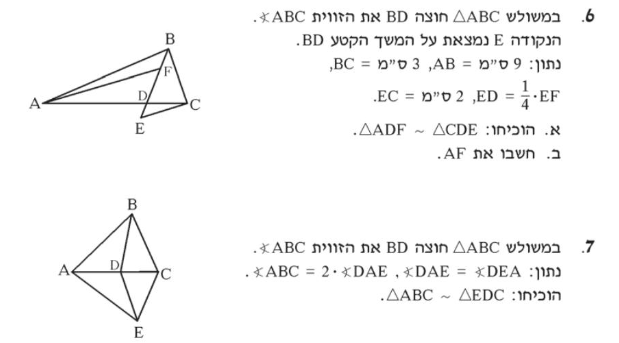 6. במשולש ABC△ חוצה BD את הזווית ABC∢.
הנקודה E נמצאת על המשך הקטע BD.
נתון: 9 ס"מ = AB, 3 ס"מ = BC,
ED = 1/4 · EF, 2 ס"מ = EC.
א. הוכיחו: △ADF ~ △CDE.
ב. חשבו את AF.
B
F
A
D
C
E
7. במשולש ABC△ חוצה BD את הזווית ABC∢.
נתון: ∢DAE = ∢DEA, ∢ABC = 2 · ∢DAE.
הוכיחו: △ABC ~ △EDC.
B
A
D
C
E